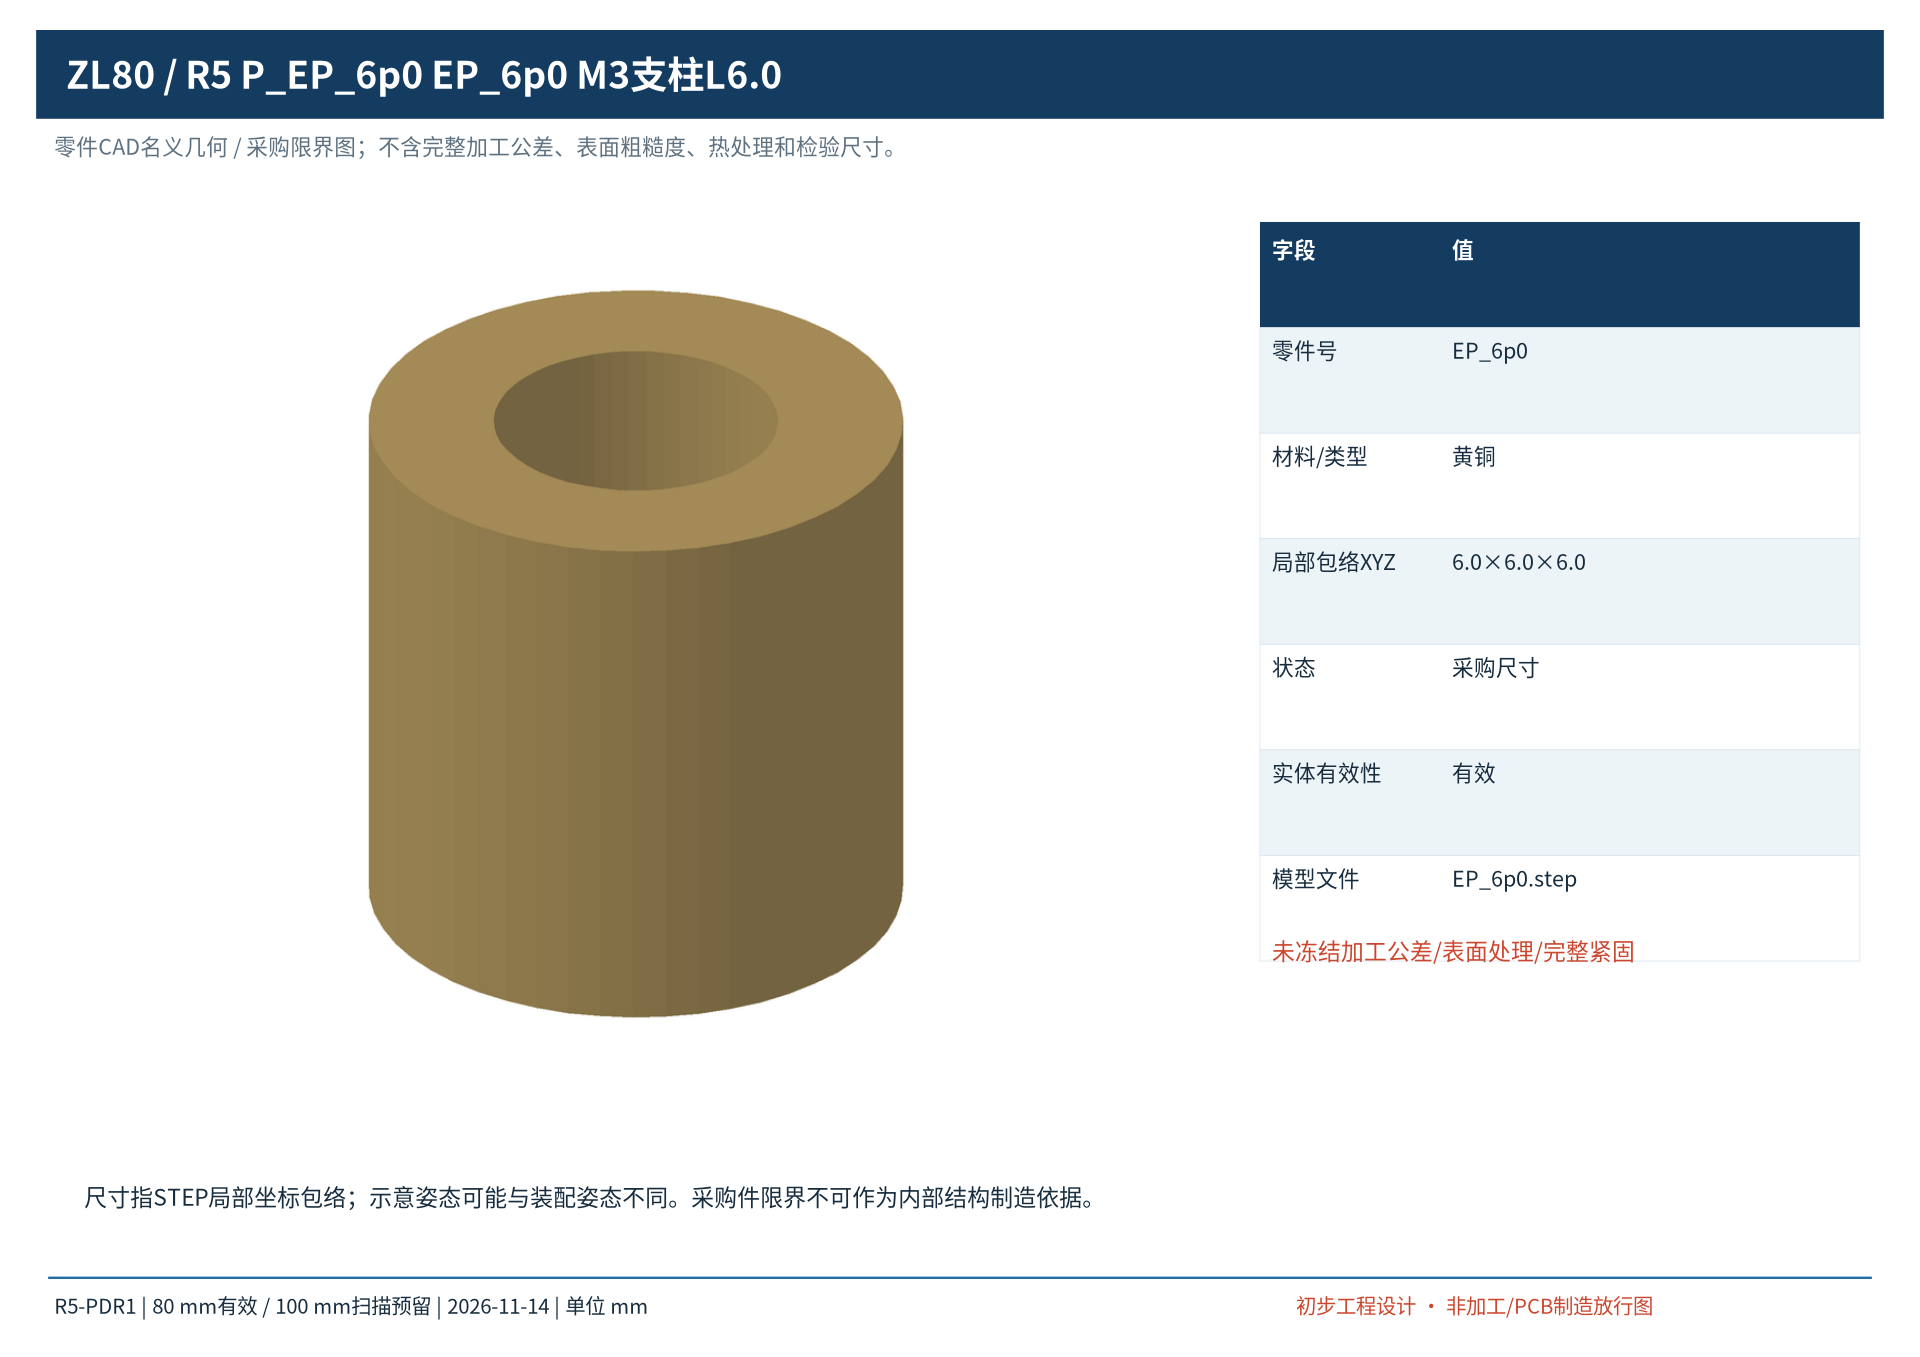 ZL80 / R5 P_EP_6p0 EP_6p0 M3支柱L6.0
零件CAD名义几何 / 采购限界图；不含完整加工公差、表面粗糙度、热处理和检验尺寸。
字段 值
零件号 EP_6p0
材料/类型 黄铜
局部包络XYZ 6.0×6.0×6.0
状态 采购尺寸
实体有效性 有效
模型文件 EP_6p0.step
未冻结加工公差/表面处理/完整紧固
尺寸指STEP局部坐标包络；示意姿态可能与装配姿态不同。采购件限界不可作为内部结构制造依据。
R5-PDR1 | 80 mm有效 / 100 mm扫描预留 | 2026-11-14 | 单位 mm
初步工程设计 · 非加工/PCB制造放行图